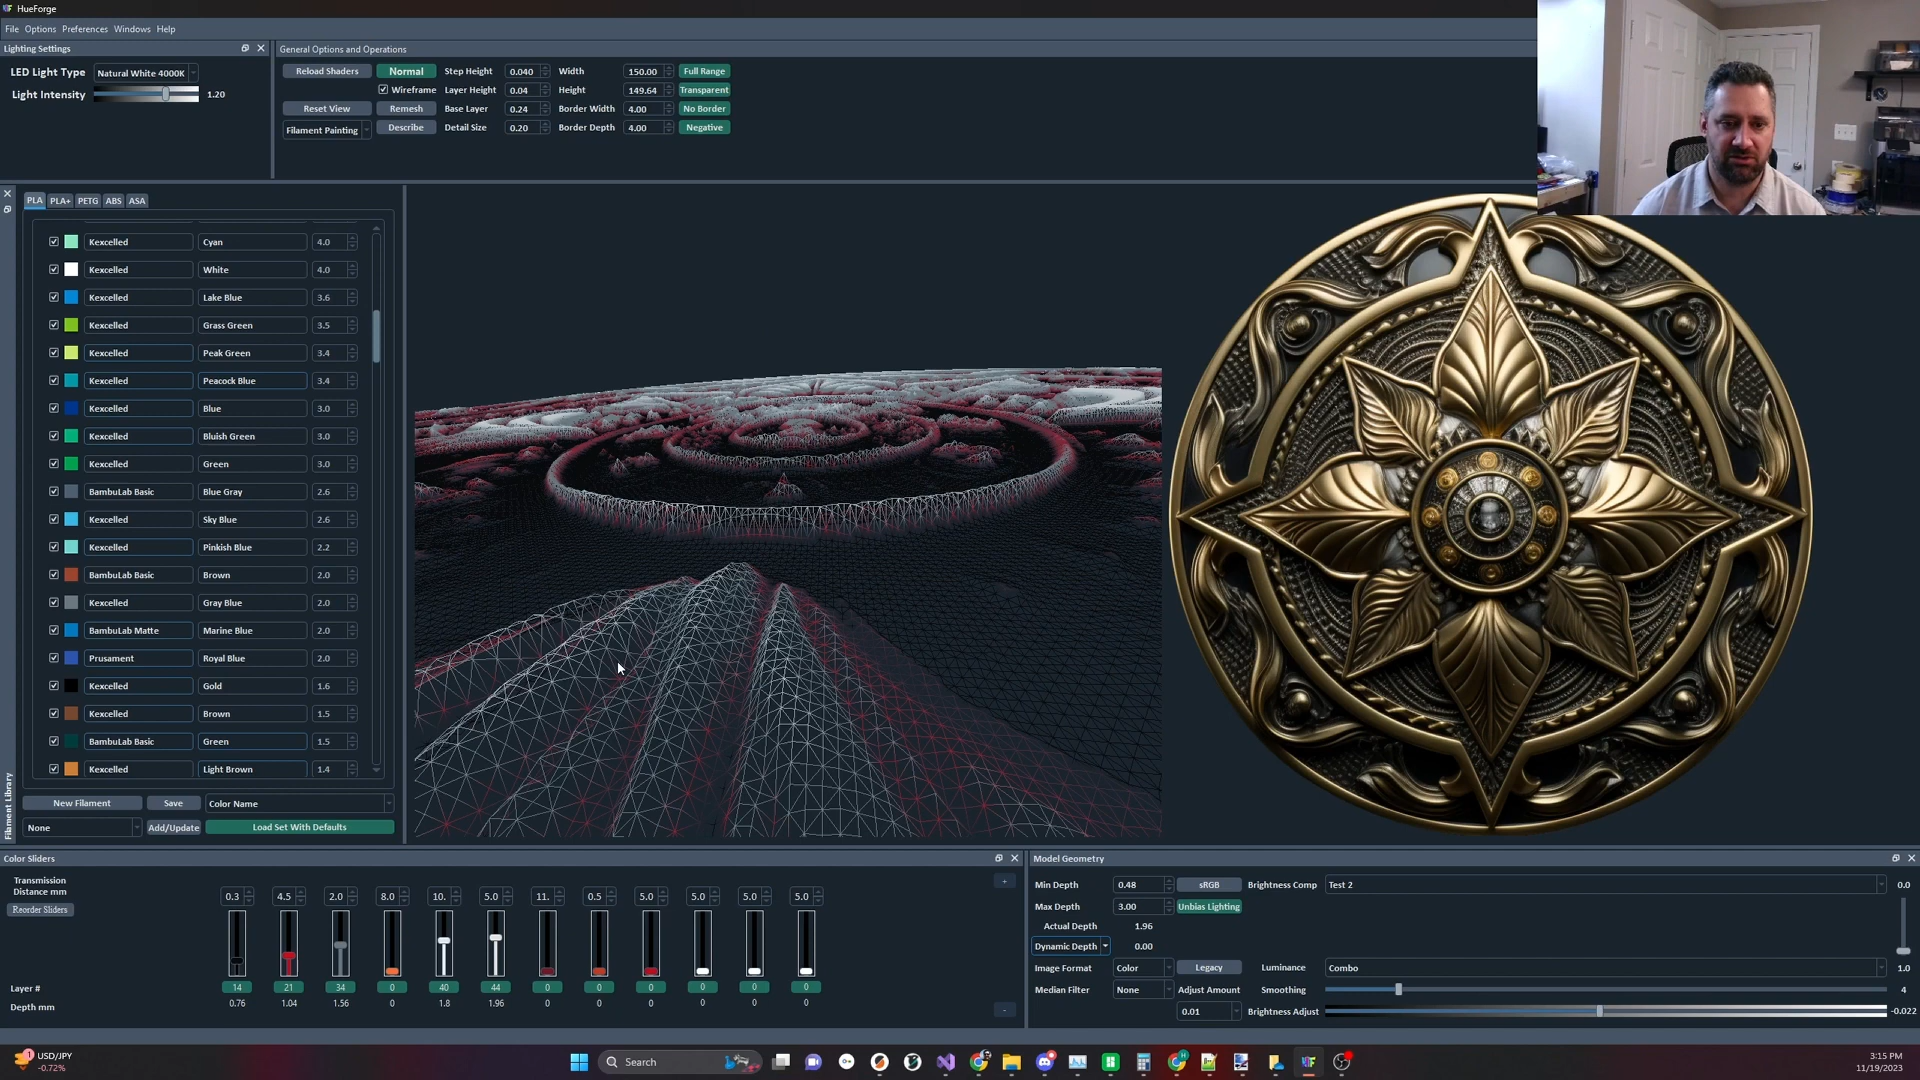 HueForge
File Options Preferences Windows Help
Lighting Settings
LED Light Type Natural White 4000K
Light Intensity 1.20
General Options and Operations
Reload Shaders Normal Step Height 0.040 Width 150.00 Full Range
Wireframe Layer Height 0.04 Height 149.64 Transparent
Reset View Remesh Base Layer 0.24 Border Width 4.00 No Border
Filament Painting Describe Detail Size 0.20 Border Depth 4.00 Negative
PLA PLA+ PETG ABS ASA
Kexcelled Cyan 4.0
Kexcelled White 4.0
Kexcelled Lake Blue 3.6
Kexcelled Grass Green 3.5
Kexcelled Peak Green 3.4
Kexcelled Peacock Blue 3.4
Kexcelled Blue 3.0
Kexcelled Bluish Green 3.0
Kexcelled Green 3.0
BambuLab Basic Blue Gray 2.6
Kexcelled Sky Blue 2.6
Kexcelled Pinkish Blue 2.2
BambuLab Basic Brown 2.0
Kexcelled Gray Blue 2.0
BambuLab Matte Marine Blue 2.0
Prusament Royal Blue 2.0
Kexcelled Gold 1.6
Kexcelled Brown 1.5
BambuLab Basic Green 1.5
Kexcelled Light Brown 1.4
Filament Library
New Filament Save Color Name
None Add/Update Load Set With Defaults
Color Sliders
Transmission
Distance mm
0.3 4.5 2.0 8.0 10. 5.0 11. 0.5 5.0 5.0 5.0 5.0
+
Reorder Sliders
Layer # 14 21 34 0 40 44 0 0 0 0 0 0
Depth mm 0.76 1.04 1.56 0 1.8 1.96 0 0 0 0 0 0
-
Model Geometry
Min Depth 0.48 sRGB Brightness Comp Test 2 0.0
Max Depth 3.00 Unbias Lighting
Actual Depth 1.96
Dynamic Depth 0.00
Image Format Color Legacy Luminance Combo 1.0
Median Filter None Adjust Amount Smoothing 4
0.01 Brightness Adjust -0.022
1 USD/JPY
-0.72%
Search
3:15 PM
11/19/2023